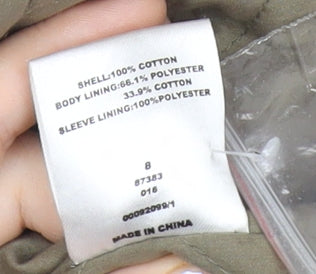 SHELL:100% COTTON
BODY LINING:66.1% POLYESTER
33.9% COTTON
SLEEVE LINING:100%POLYESTER
8
87383
016
00092099/1
MADE IN CHINA